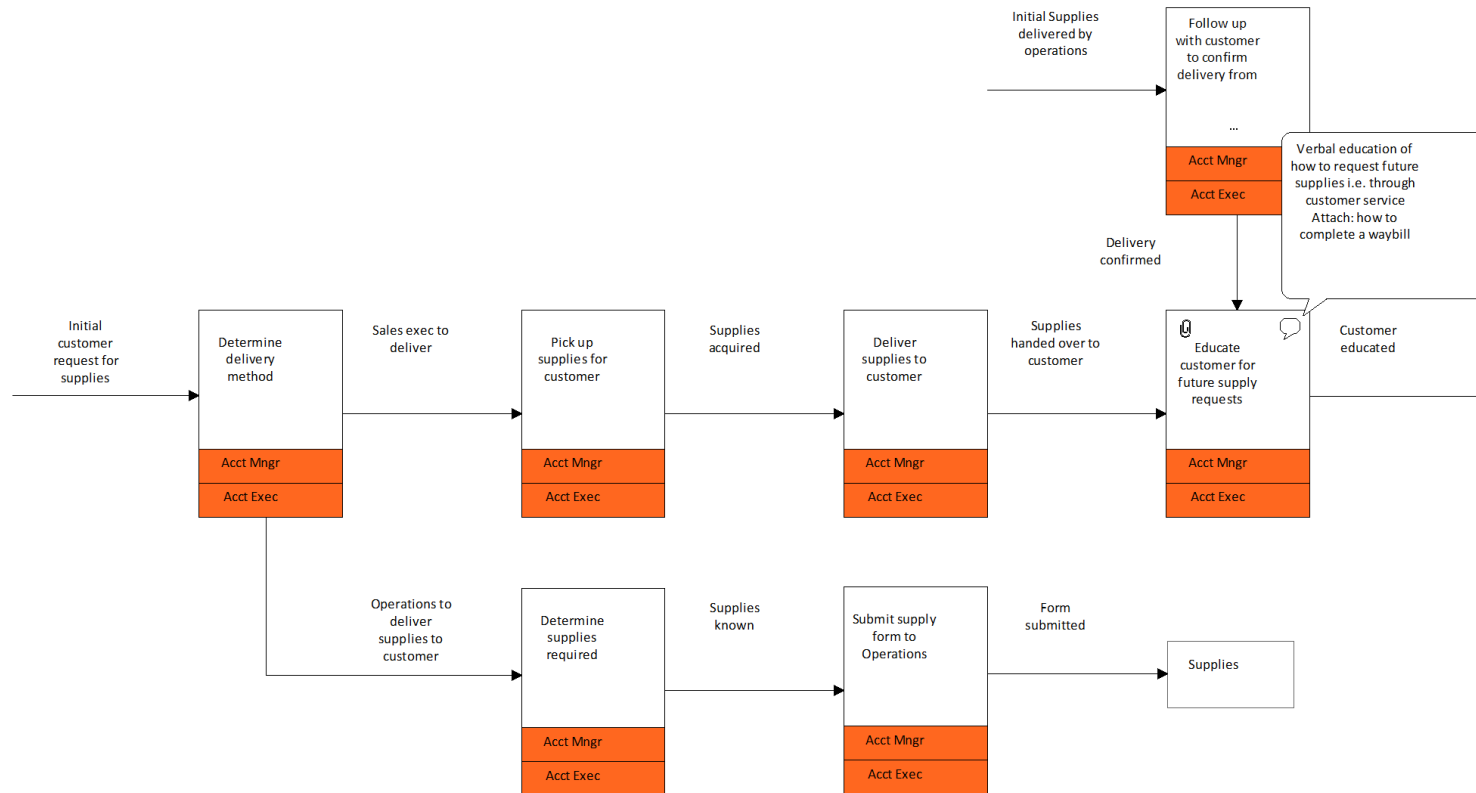 Initial Supplies
delivered by
operations
Follow up
with customer
to confirm
delivery from
...
Acct Mngr
Acct Exec
Verbal education of
how to request future
supplies i.e. through
customer service
Attach: how to
complete a waybill
Delivery
confirmed
Initial
customer
request for
supplies
Determine
delivery
method
Acct Mngr
Acct Exec
Sales exec to
deliver
Pick up
supplies for
customer
Acct Mngr
Acct Exec
Supplies
acquired
Deliver
supplies to
customer
Acct Mngr
Acct Exec
Supplies
handed over to
customer
Educate
customer for
future supply
requests
Acct Mngr
Acct Exec
Customer
educated
Operations to
deliver
supplies to
customer
Determine
supplies
required
Acct Mngr
Acct Exec
Supplies
known
Submit supply
form to
Operations
Acct Mngr
Acct Exec
Form
submitted
Supplies